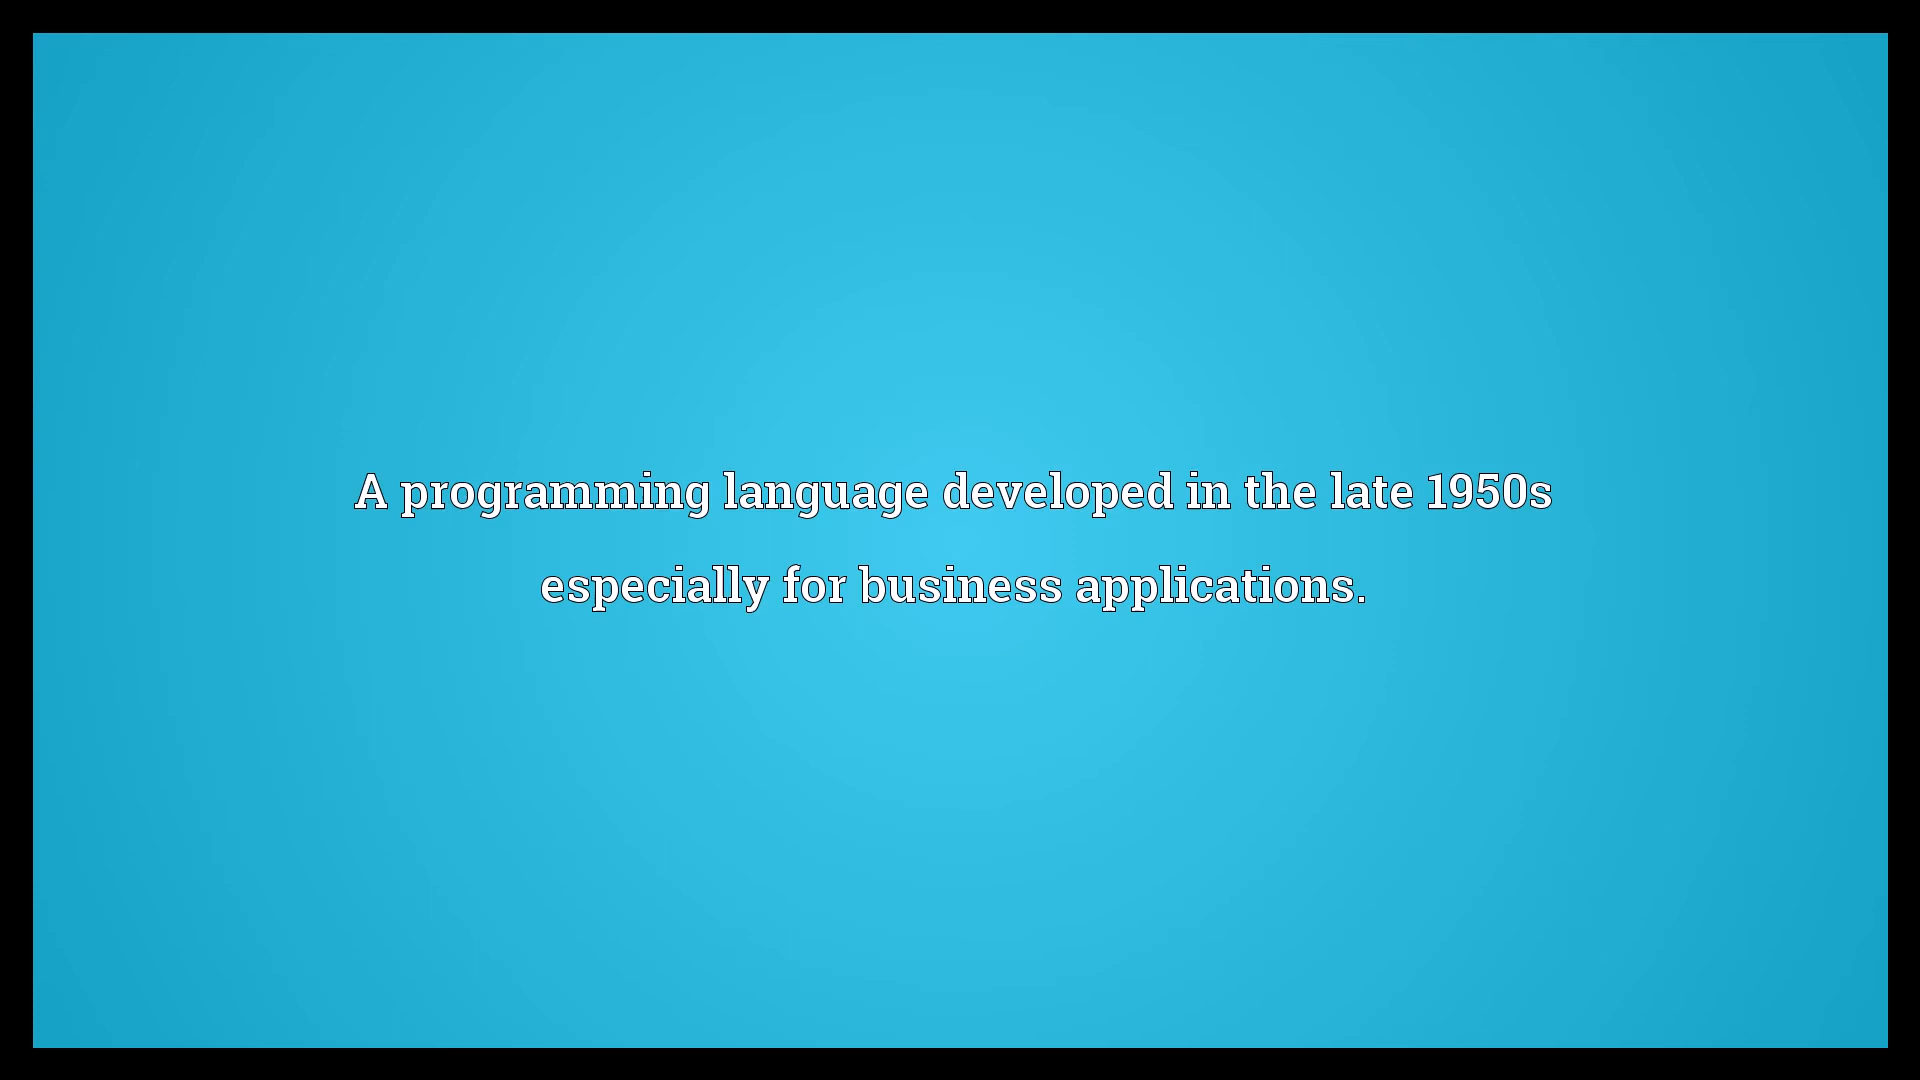 A programming language developed in the late 1950s
especially for business applications.